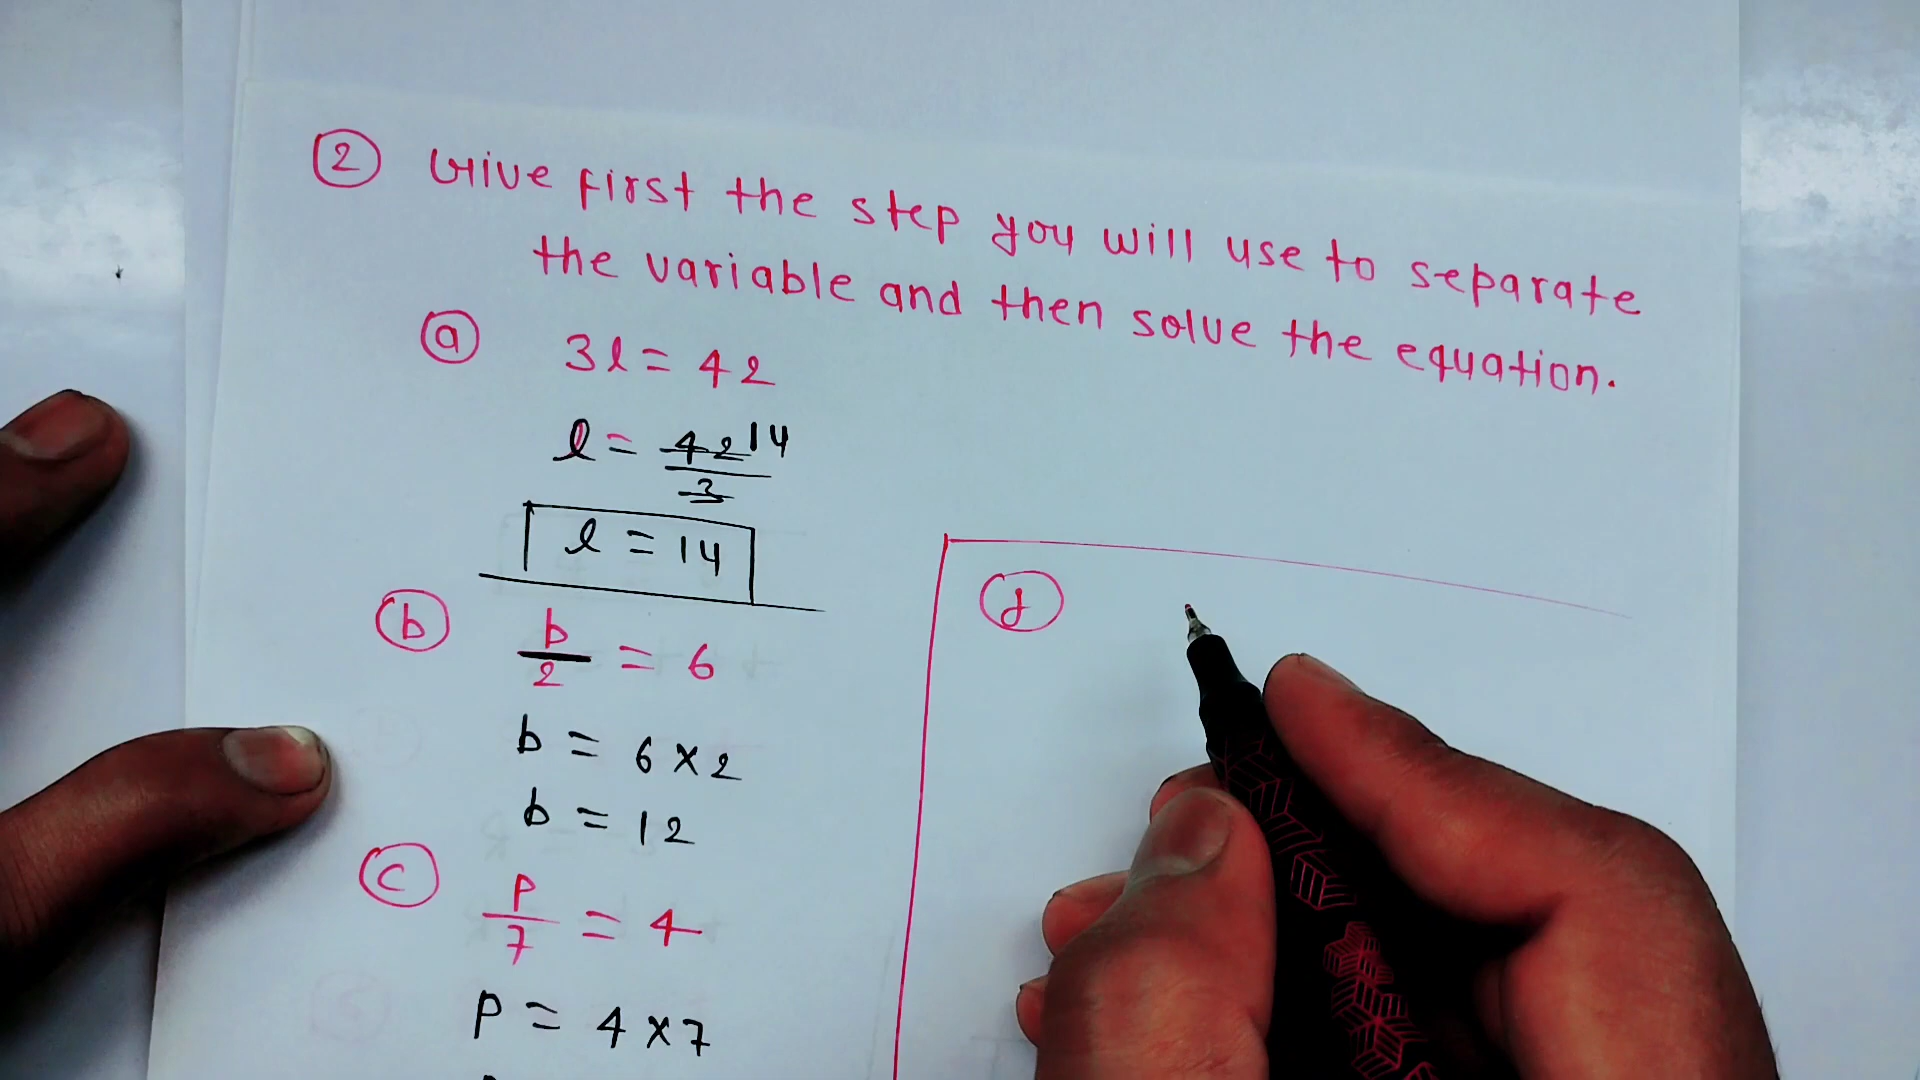 2 Give first the step you will use to separate
the variable and then solve the equation.
a 3l = 42
l = 42/3 14
l = 14
b b/2 = 6
b = 6 × 2
b = 12
c P/7 = 4
P = 4 × 7